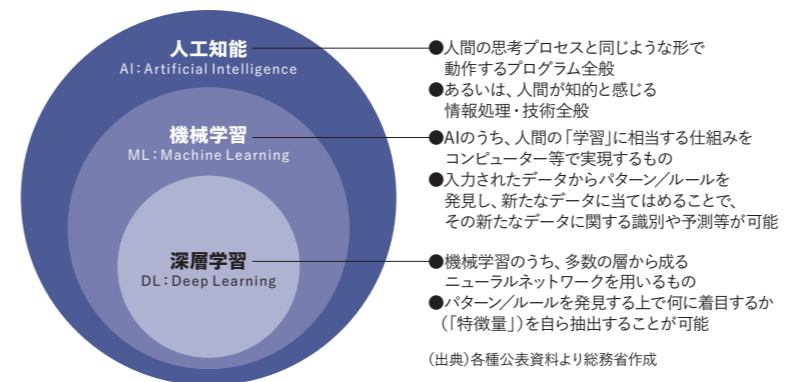 人工知能
AI：Artificial Intelligence
●人間の思考プロセスと同じような形で
動作するプログラム全般
●あるいは、人間が知的と感じる
情報処理・技術全般
機械学習
ML：Machine Learning
●AIのうち、人間の「学習」に相当する仕組みを
コンピューター等で実現するもの
●入力されたデータからパターン／ルールを
発見し、新たなデータに当てはめることで、
その新たなデータに関する識別や予測等が可能
深層学習
DL：Deep Learning
●機械学習のうち、多数の層から成る
ニューラルネットワークを用いるもの
●パターン／ルールを発見する上で何に着目するか
（「特徴量」）を自ら抽出することが可能
（出典）各種公表資料より総務省作成